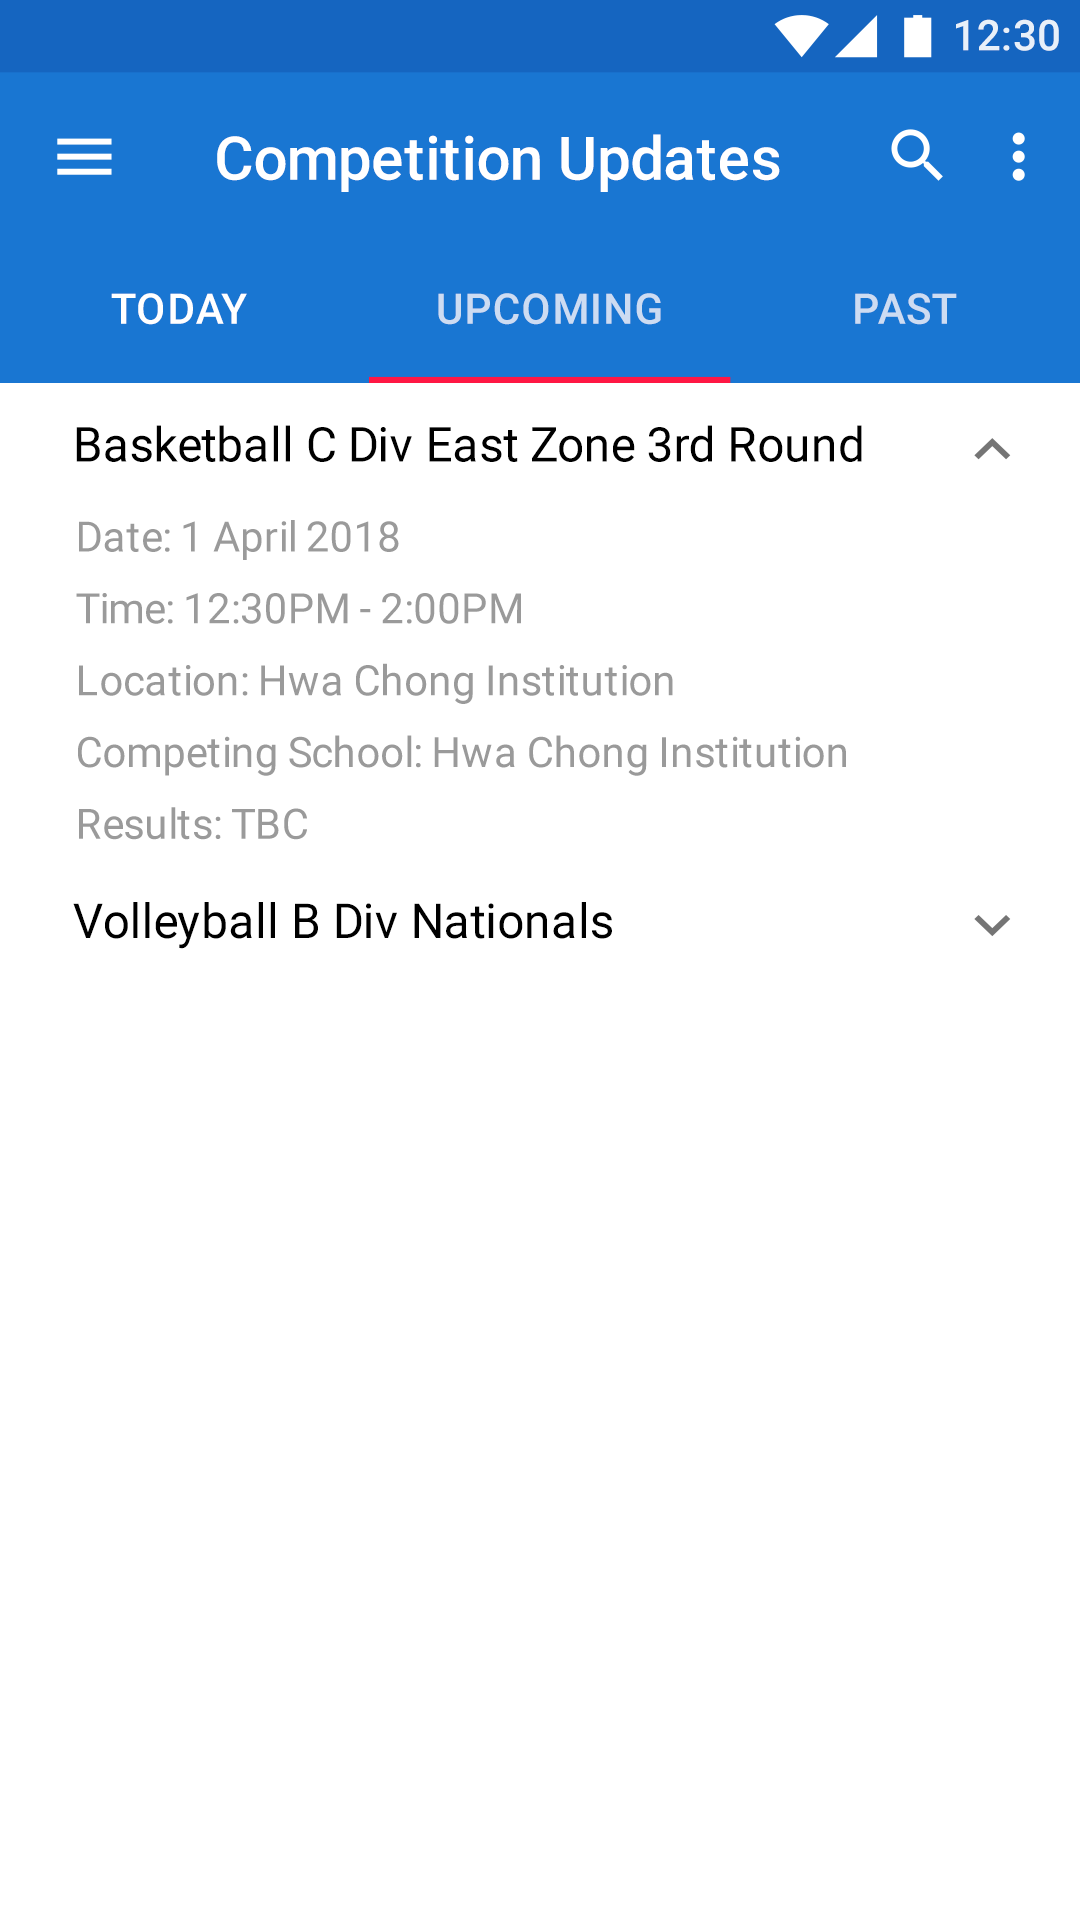 12:30
Competition Updates
TODAY UPCOMING PAST
Basketball C Div East Zone 3rd Round
Date: 1 April 2018
Time: 12:30PM - 2:00PM
Location: Hwa Chong Institution
Competing School: Hwa Chong Institution
Results: TBC
Volleyball B Div Nationals